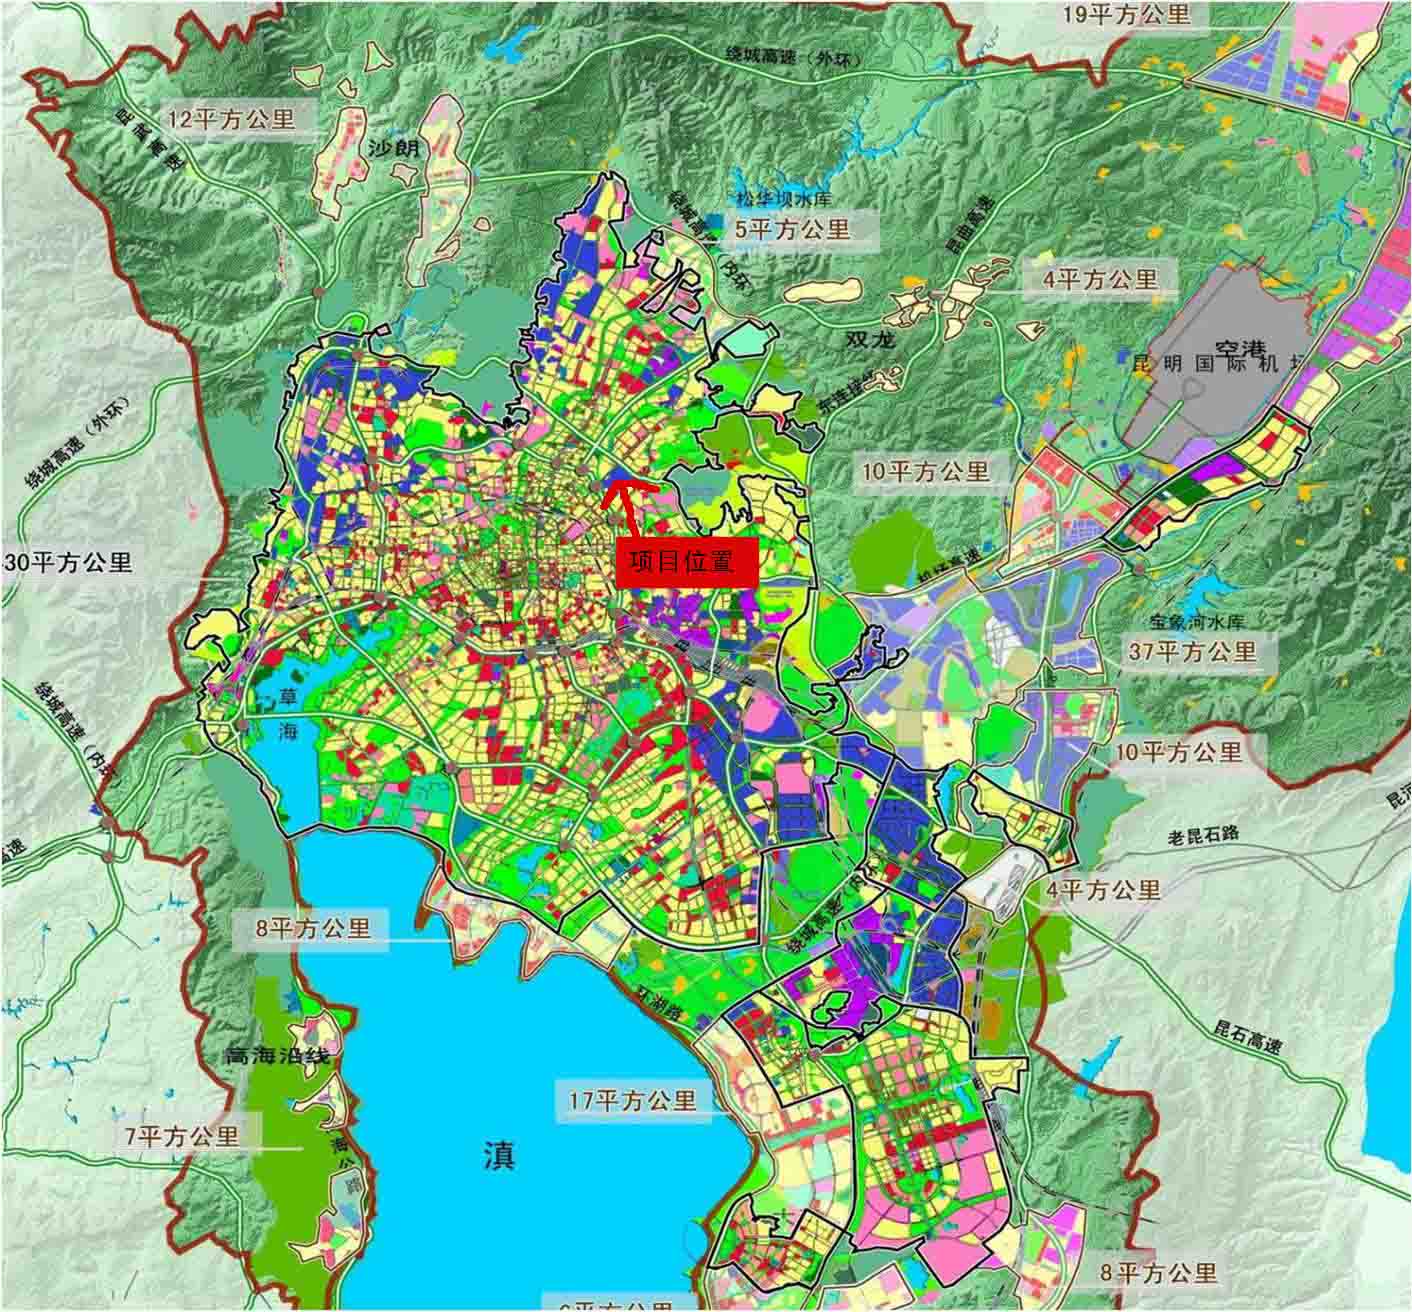 19平方公里
绕城高速（外环）
12平方公里
昆武高速
沙朗
松华坝水库
5平方公里
绕城高速（内环）
昆曲高速
4平方公里
双龙
空港
昆明国际机场
东连接线
绕城高速（外环）
10平方公里
项目位置
30平方公里
机场高速
宝象河水库
37平方公里
草
海
绕城高速（内环）
10平方公里
老昆石路
高速
4平方公里
8平方公里
绕城高速（内环）
环湖路
昆石高速
高海沿线
17平方公里
7平方公里
滇
海公路
8平方公里
6平方公里